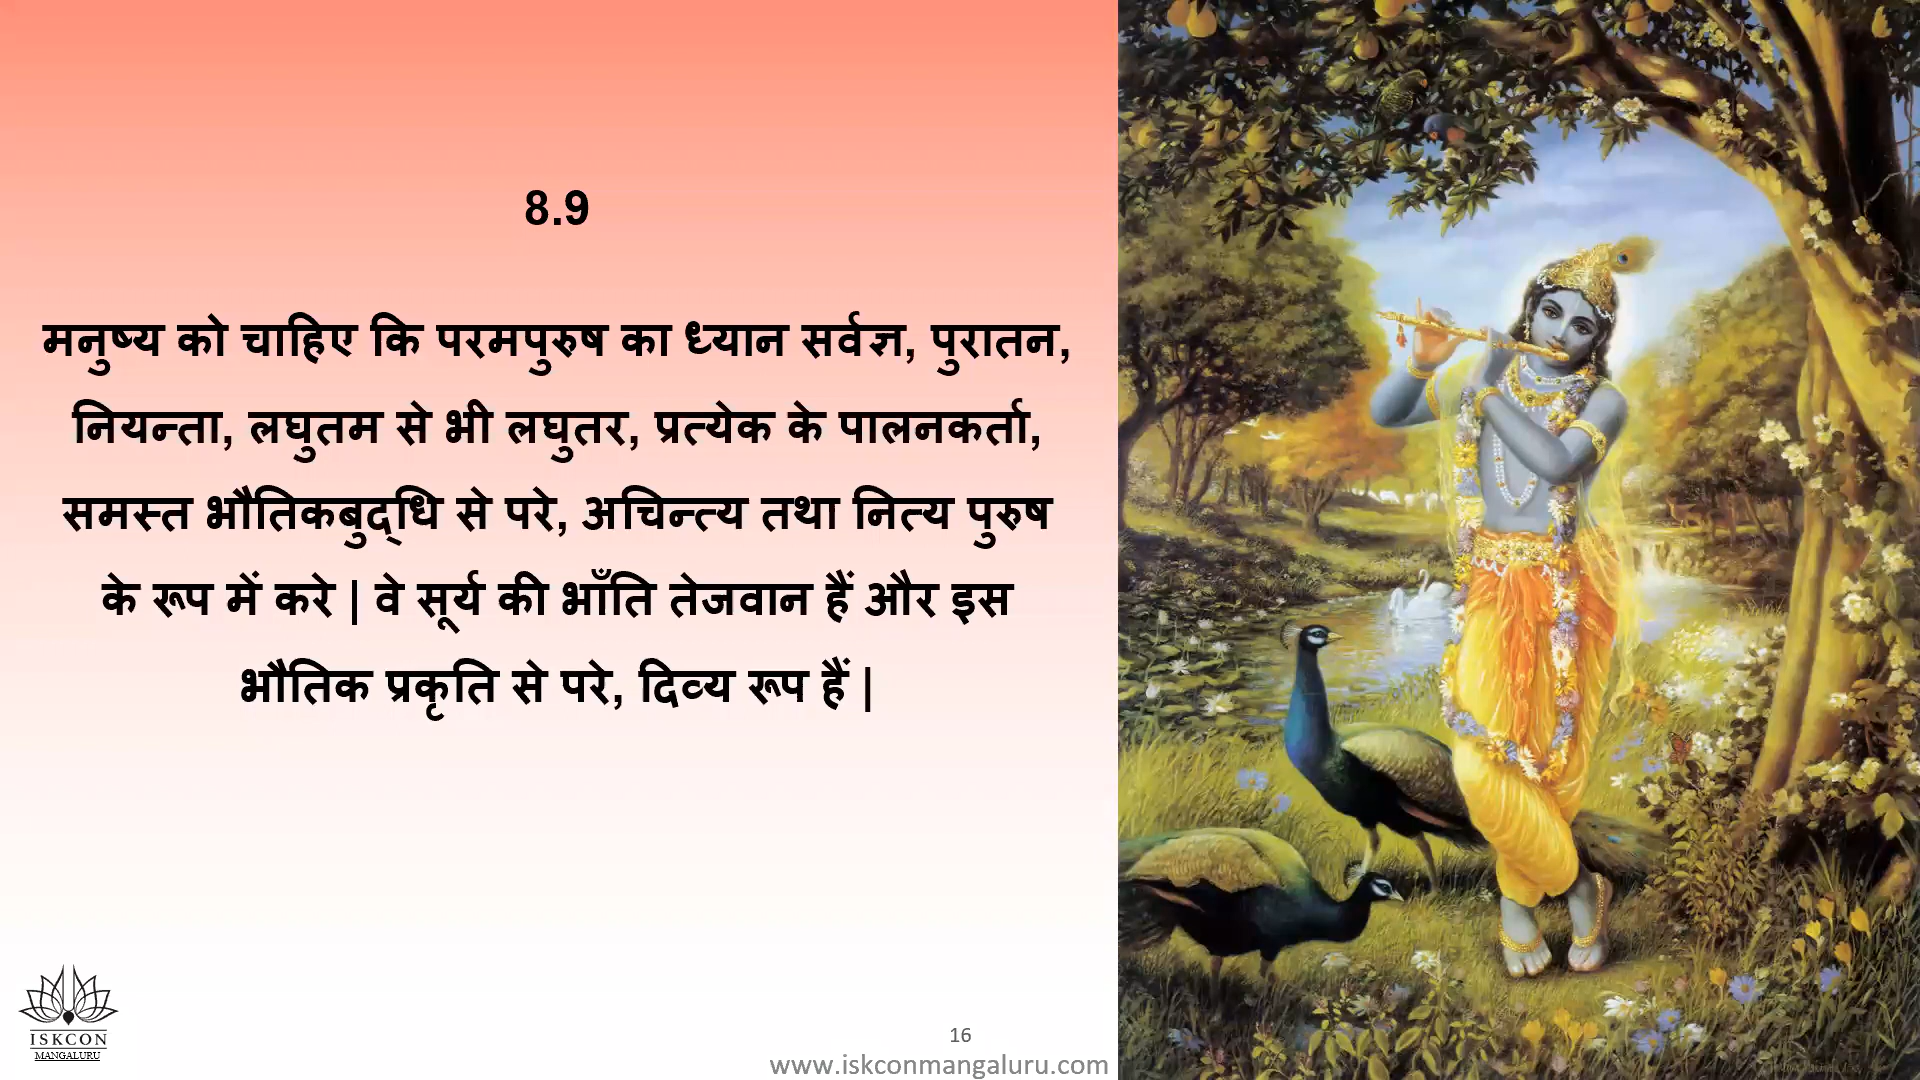 8.9
मनुष्य को चाहिए कि परमपुरुष का ध्यान सर्वज्ञ, पुरातन,
नियन्ता, लघुतम से भी लघुतर, प्रत्येक के पालनकर्ता,
समस्त भौतिकबुद्धि से परे, अचिन्त्य तथा नित्य पुरुष
के रूप में करे | वे सूर्य की भाँति तेजवान हैं और इस
भौतिक प्रकृति से परे, दिव्य रूप हैं |
ISKCON
MANGALURU
16
www.iskconmangaluru.com